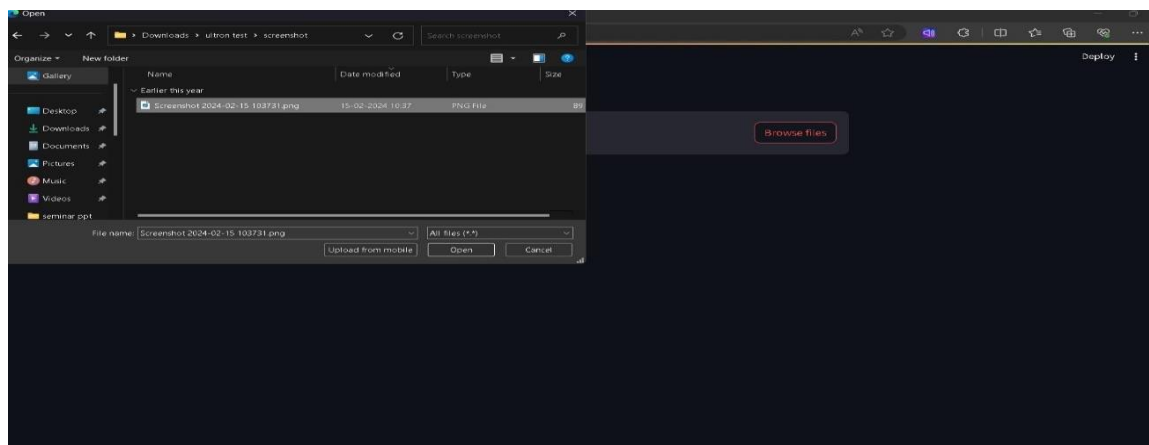 Open
Downloads > ultron test > screenshot
Search screenshot
Organize
New folder
Deploy
Gallery
Name
Date modified
Type
Size
Earlier this year
Desktop
Screenshot 2024-02-15 103731.png
15-02-2024 10:37
PNG File
89
Downloads
Documents
Browse files
Pictures
Music
Videos
seminar ppt
File name:
Screenshot 2024-02-15 103731.png
All files (*.*)
Upload from mobile
Open
Cancel